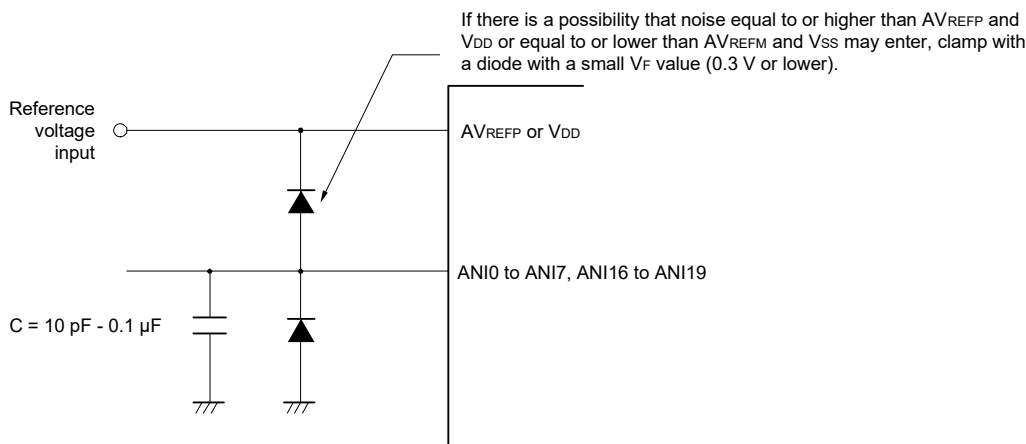 If there is a possibility that noise equal to or higher than AVREFP and
VDD or equal to or lower than AVREFM and VSS may enter, clamp with
a diode with a small VF value (0.3 V or lower).
Reference
voltage
input
AVREFP or VDD
ANI0 to ANI7, ANI16 to ANI19
C = 10 pF - 0.1 µF